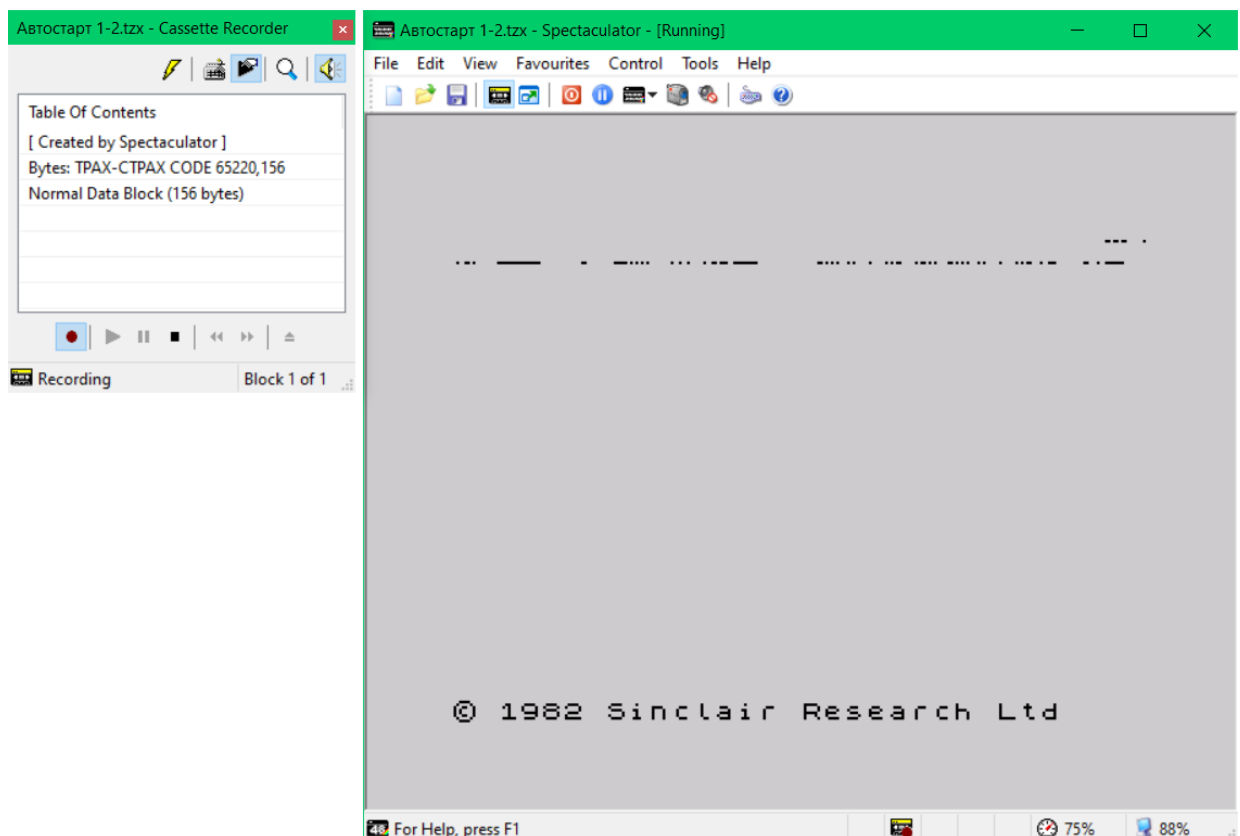 Автостарт 1-2.tzx - Cassette Recorder
Table Of Contents
[ Created by Spectaculator ]
Bytes: TPAX-CTPAX CODE 65220,156
Normal Data Block (156 bytes)
Recording
Block 1 of 1
Автостарт 1-2.tzx - Spectaculator - [Running]
File Edit View Favourites Control Tools Help
© 1982 Sinclair Research Ltd
48 For Help, press F1
75%
88%